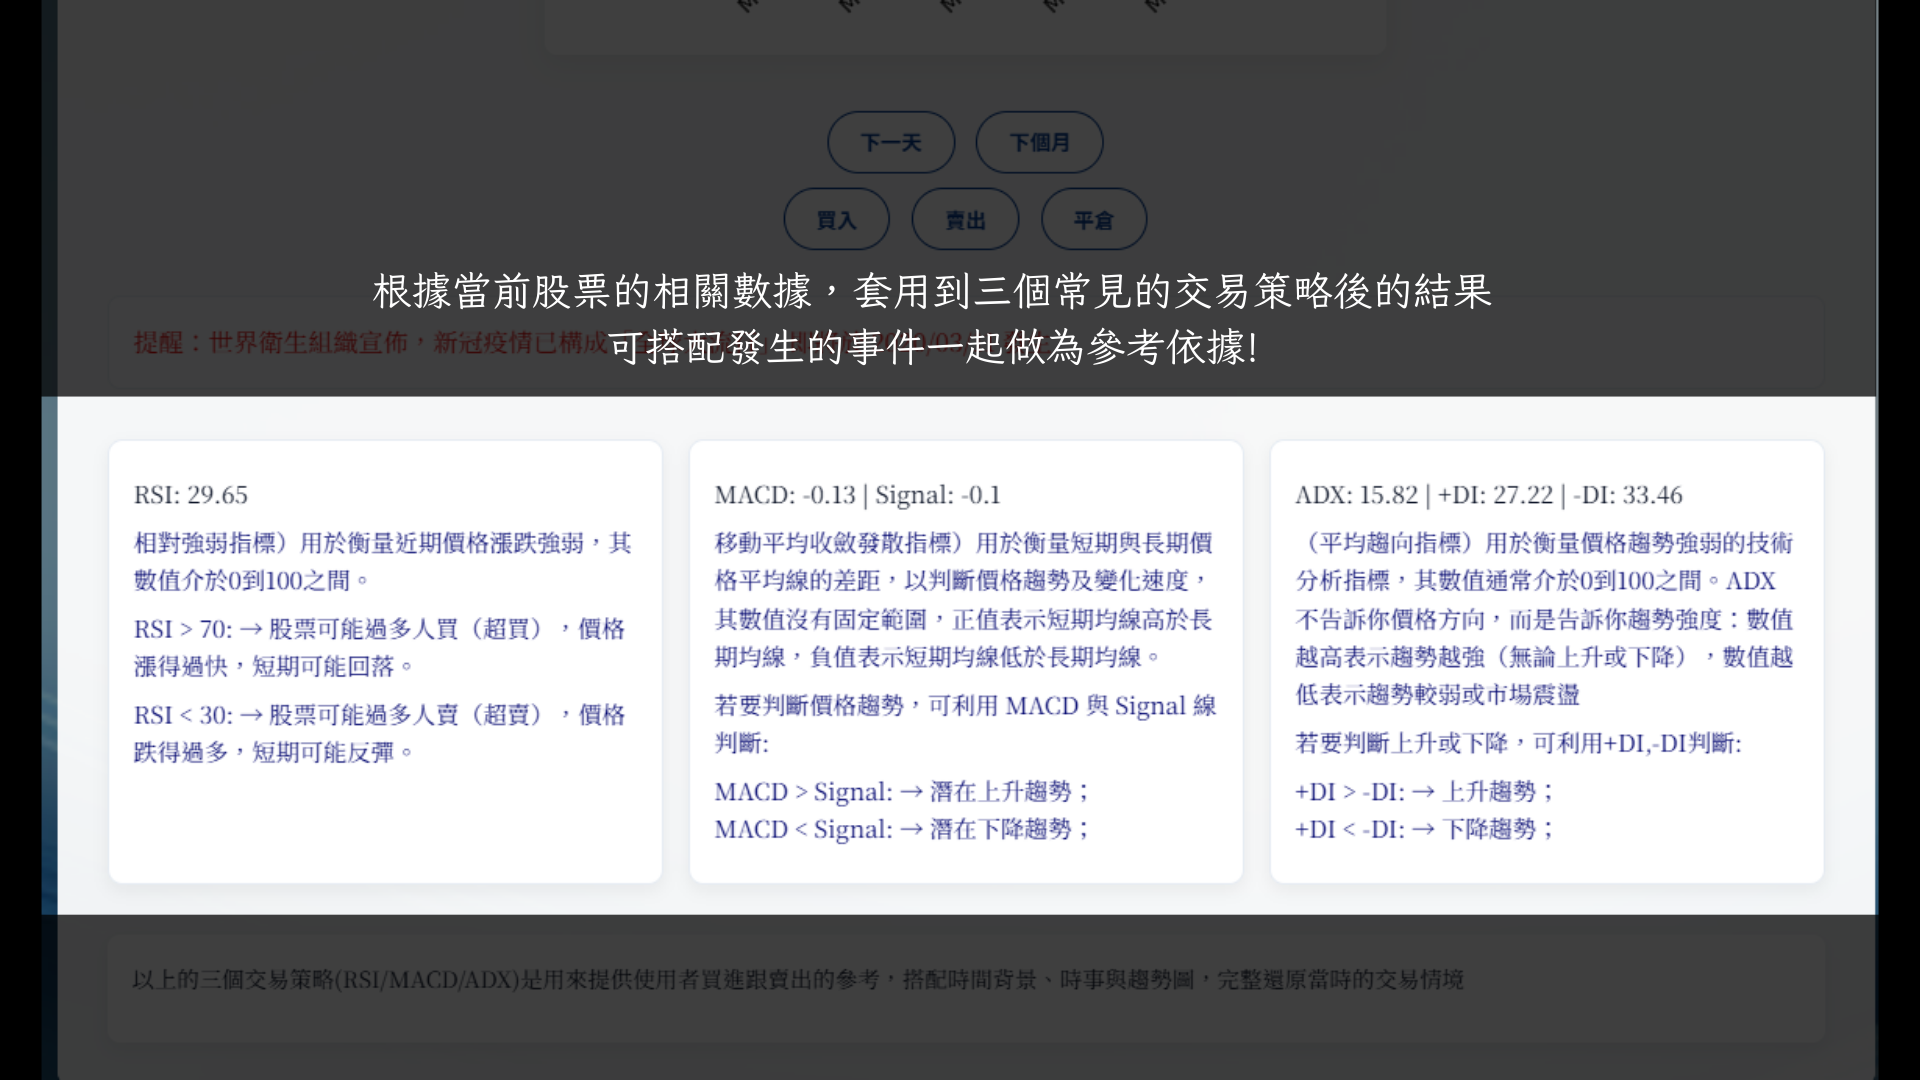 下一天
下個月
買入
賣出
平倉
根據當前股票的相關數據，套用到三個常見的交易策略後的結果
提醒：世界衛生組織宣佈，新冠疫情已構成
可搭配發生的事件一起做為參考依據!
RSI: 29.65
相對強弱指標）用於衡量近期價格漲跌強弱，其
數值介於0到100之間。
RSI > 70: → 股票可能過多人買（超買），價格
漲得過快，短期可能回落。
RSI < 30: → 股票可能過多人賣（超賣），價格
跌得過多，短期可能反彈。
MACD: -0.13 | Signal: -0.1
移動平均收斂發散指標）用於衡量短期與長期價
格平均線的差距，以判斷價格趨勢及變化速度，
其數值沒有固定範圍，正值表示短期均線高於長
期均線，負值表示短期均線低於長期均線。
若要判斷價格趨勢，可利用 MACD 與 Signal 線
判斷:
MACD > Signal: → 潛在上升趨勢；
MACD < Signal: → 潛在下降趨勢；
ADX: 15.82 | +DI: 27.22 | -DI: 33.46
（平均趨向指標）用於衡量價格趨勢強弱的技術
分析指標，其數值通常介於0到100之間。ADX
不告訴你價格方向，而是告訴你趨勢強度：數值
越高表示趨勢越強（無論上升或下降），數值越
低表示趨勢較弱或市場震盪
若要判斷上升或下降，可利用+DI,-DI判斷:
+DI > -DI: → 上升趨勢；
+DI < -DI: → 下降趨勢；
以上的三個交易策略(RSI/MACD/ADX)是用來提供使用者買進跟賣出的參考，搭配時間背景、時事與趨勢圖，完整還原當時的交易情境